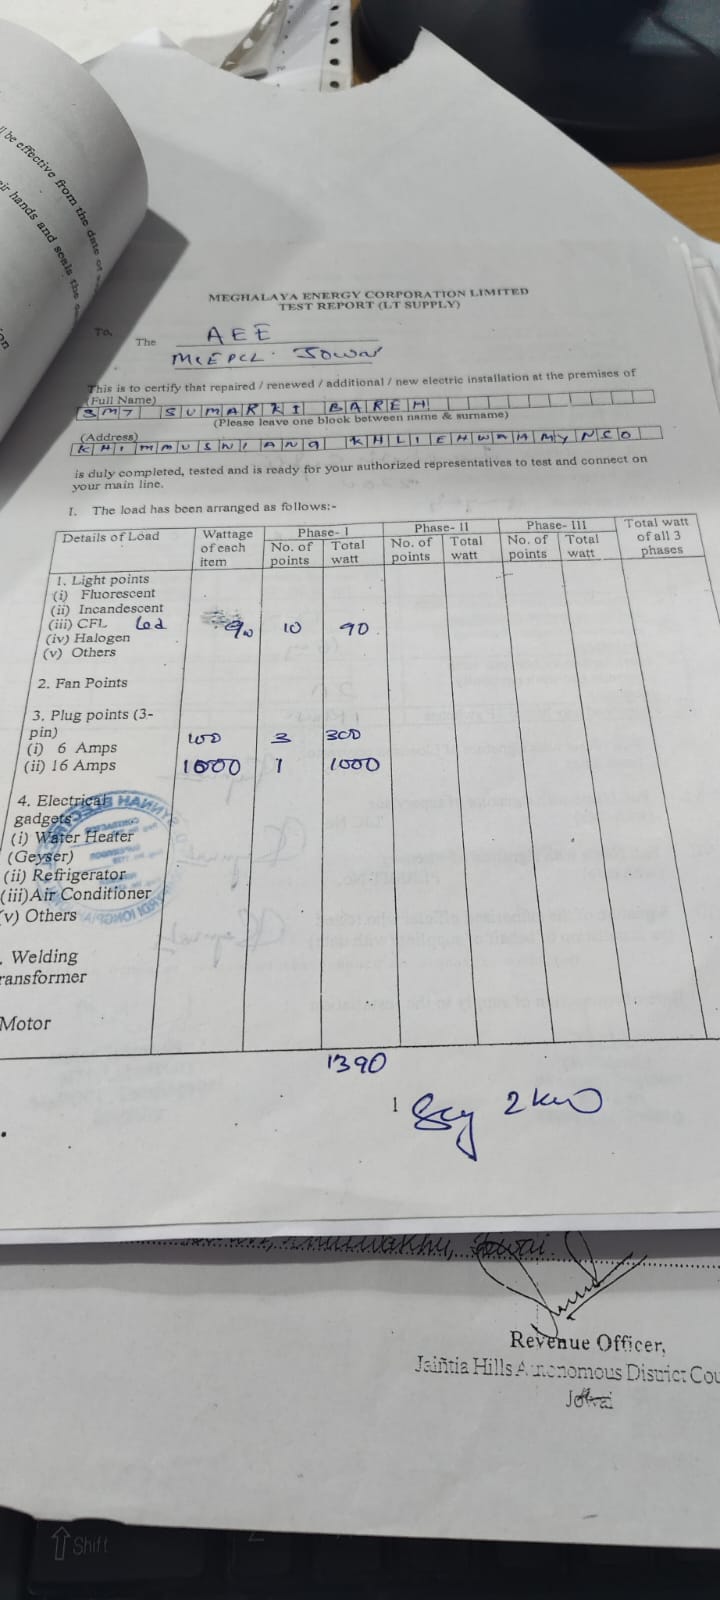 be effective from the date of
hands and seals the
MEGHALAYA ENERGY CORPORATION LIMITED
TEST REPORT (LT SUPPLY)
To,
The AEE
MeEPCL. Jowai
This is to certify that repaired / renewed / additional / new electric installation at the premises of
(Full Name)
SMT SUMARKI BAREH
(Please leave one block between name & surname)
(Address)
KHIMMUSNIANG KHLIEHWAHMYNSO
is duly completed, tested and is ready for your authorized representatives to test and connect on
your main line.
I. The load has been arranged as follows:-
Details of Load Wattage of each item Phase- I Phase- II Phase- III Total watt of all 3 phases
No. of points Total watt No. of points Total watt No. of points Total watt
1. Light points
(i) Fluorescent
(ii) Incandescent
(iii) CFL Led 9w 10 90
(iv) Halogen
(v) Others
2. Fan Points
3. Plug points (3-
pin)
(i) 6 Amps 100 3 300
(ii) 16 Amps 1000 1 1000
4. Electrical
gadgets
(i) Water Heater
(Geyser)
(ii) Refrigerator
(iii) Air Conditioner
v) Others
. Welding
ransformer
Motor
1390
1
Say 2 kW
Jowai.
Revenue Officer,
Jaiñtia Hills Autonomous District Cou
Jowai
Shift